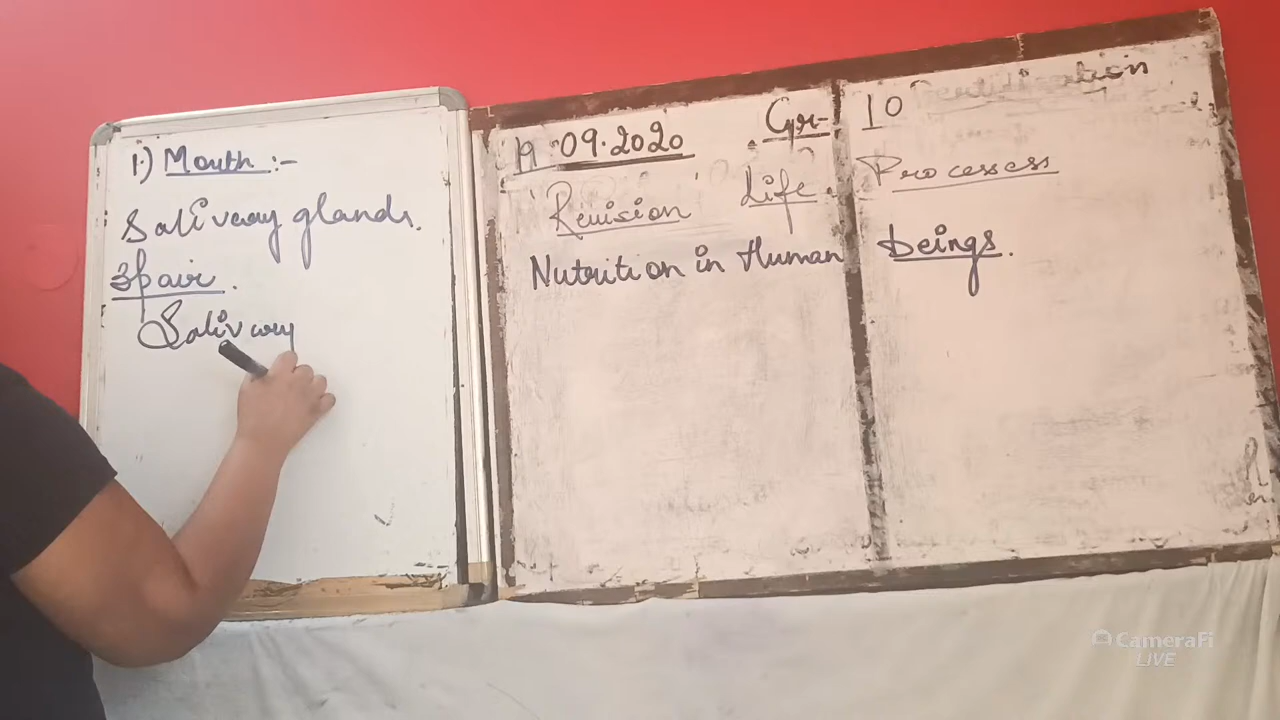 1.) Mouth :-
Salivary glands.
3 pair.
Salivary
19.09.2020 Gr- 10
Revision Life Processess
Nutrition in Human beings.
CameraFi
LIVE